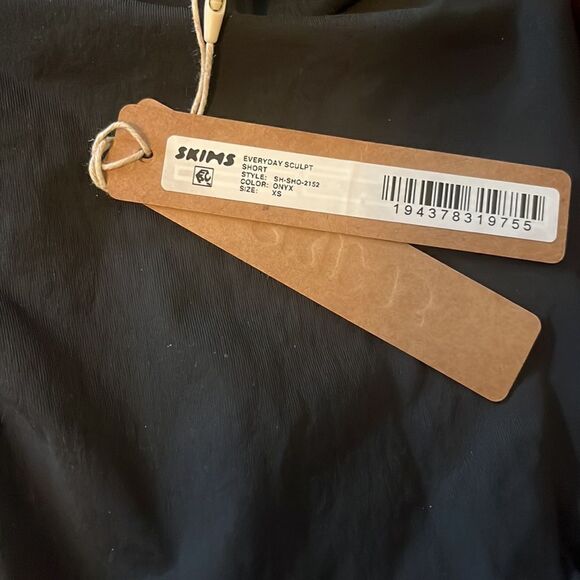 SKIMS
EVERYDAY SCULPT
SHORT
STYLE: SH-SHO-2152
COLOR: ONYX
SIZE: XS
194378319755